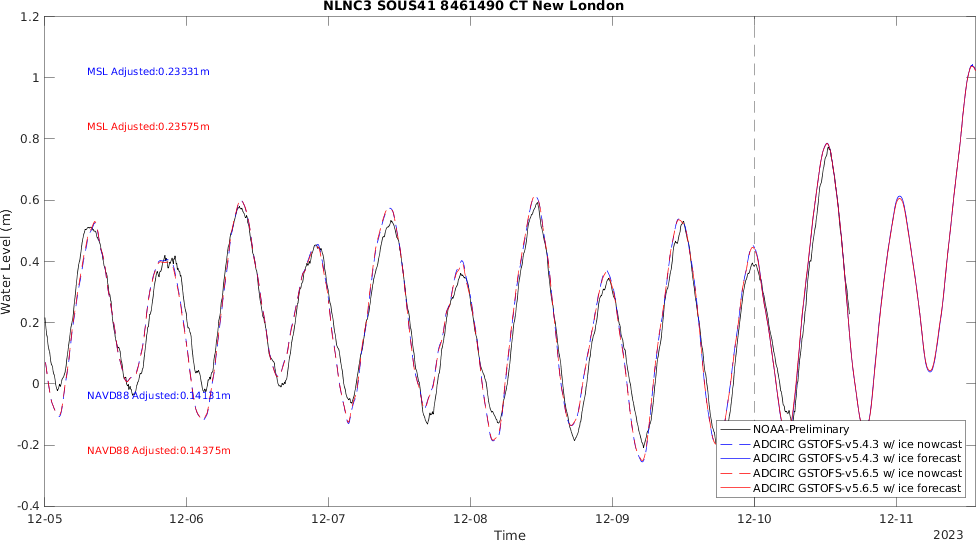 NLNC3 SOUS41 8461490 CT New London
1.2
1
0.8
0.6
0.4
0.2
0
-0.2
-0.4
Water Level (m)
MSL Adjusted:0.23331m
MSL Adjusted:0.23575m
NAVD88 Adjusted:0.14131m
NAVD88 Adjusted:0.14375m
NOAA-Preliminary
ADCIRC GSTOFS-v5.4.3 w/ ice nowcast
ADCIRC GSTOFS-v5.4.3 w/ ice forecast
ADCIRC GSTOFS-v5.6.5 w/ ice nowcast
ADCIRC GSTOFS-v5.6.5 w/ ice forecast
12-05 12-06 12-07 12-08 12-09 12-10 12-11
Time
2023